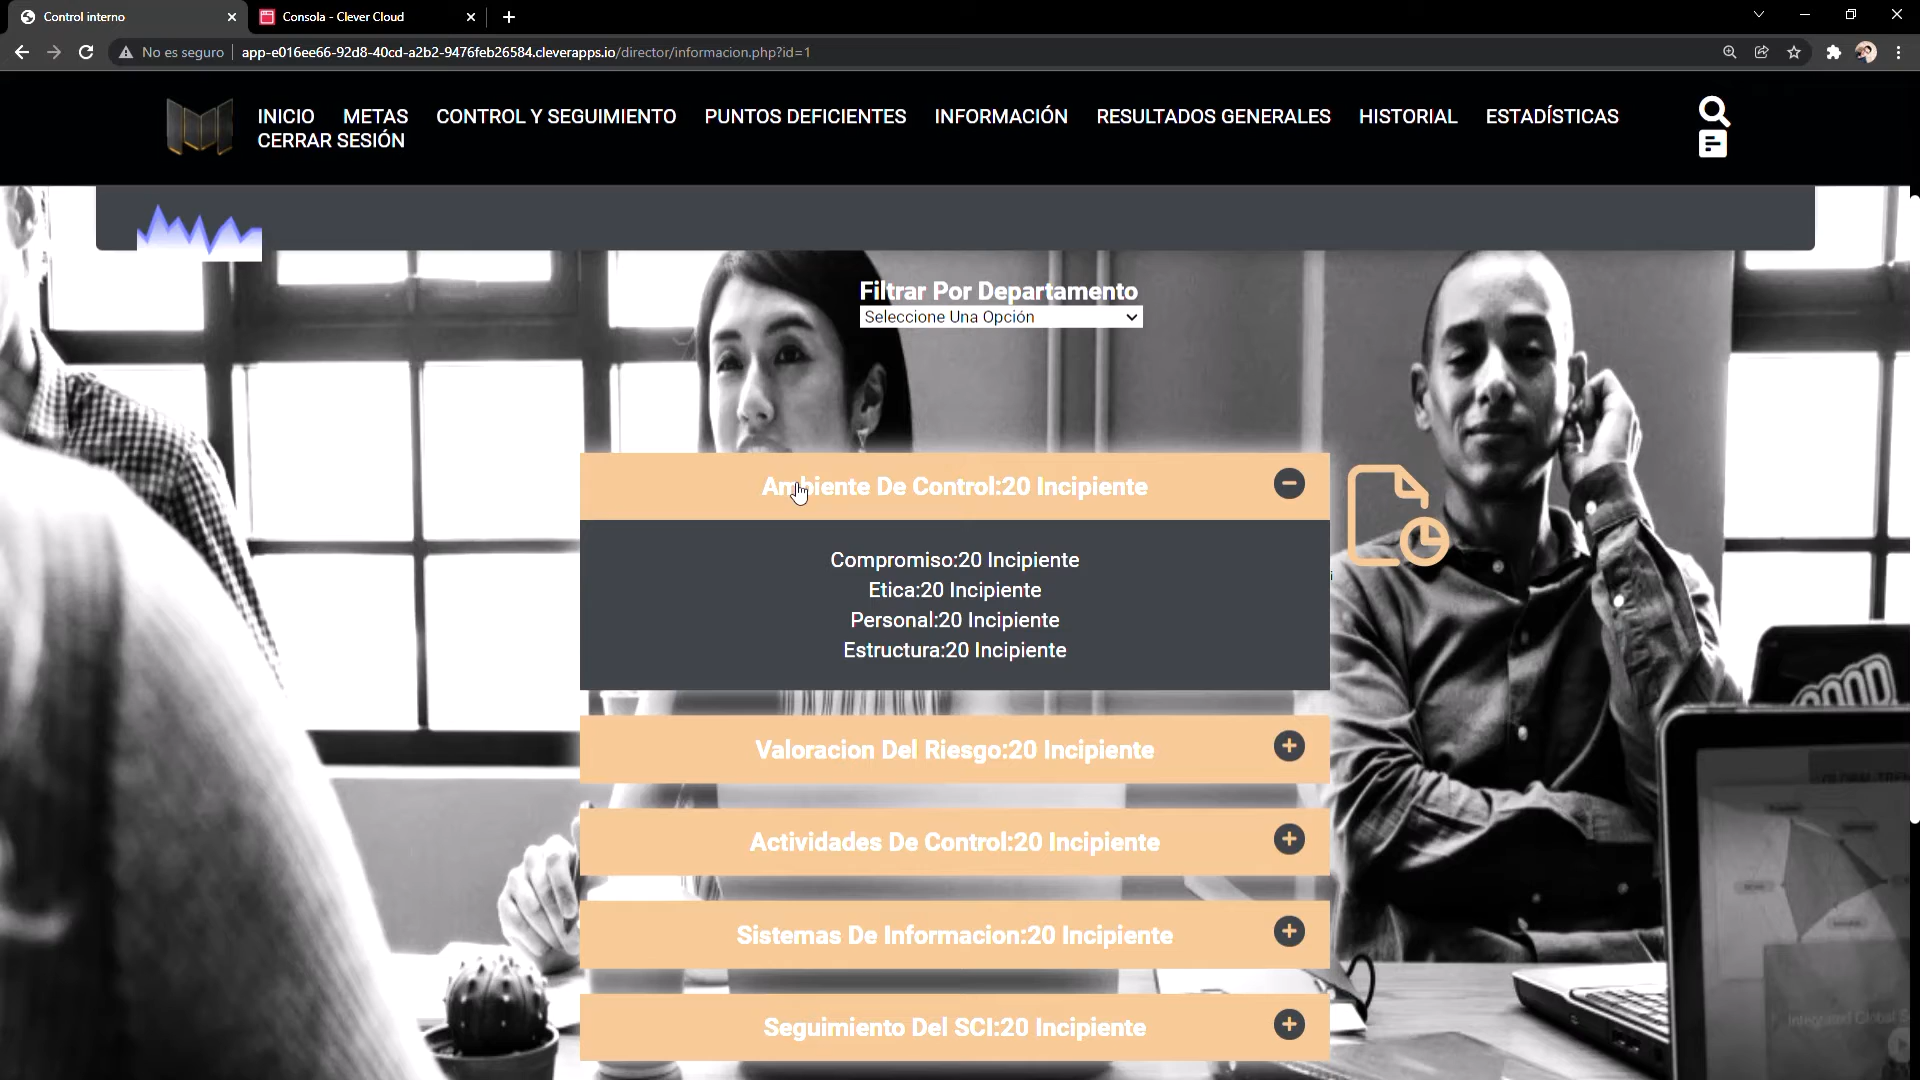 Control interno
Consola - Clever Cloud
No es seguro
app-e016ee66-92d8-40cd-a2b2-9476feb26584.cleverapps.io/director/informacion.php?id=1
INICIO METAS CONTROL Y SEGUIMIENTO PUNTOS DEFICIENTES INFORMACIÓN RESULTADOS GENERALES HISTORIAL ESTADÍSTICAS
CERRAR SESIÓN
Filtrar Por Departamento
Seleccione Una Opción
Ambiente De Control:20 Incipiente
Compromiso:20 Incipiente
Etica:20 Incipiente
Personal:20 Incipiente
Estructura:20 Incipiente
Valoracion Del Riesgo:20 Incipiente
Actividades De Control:20 Incipiente
Sistemas De Informacion:20 Incipiente
Seguimiento Del SCI:20 Incipiente
Integrated Global